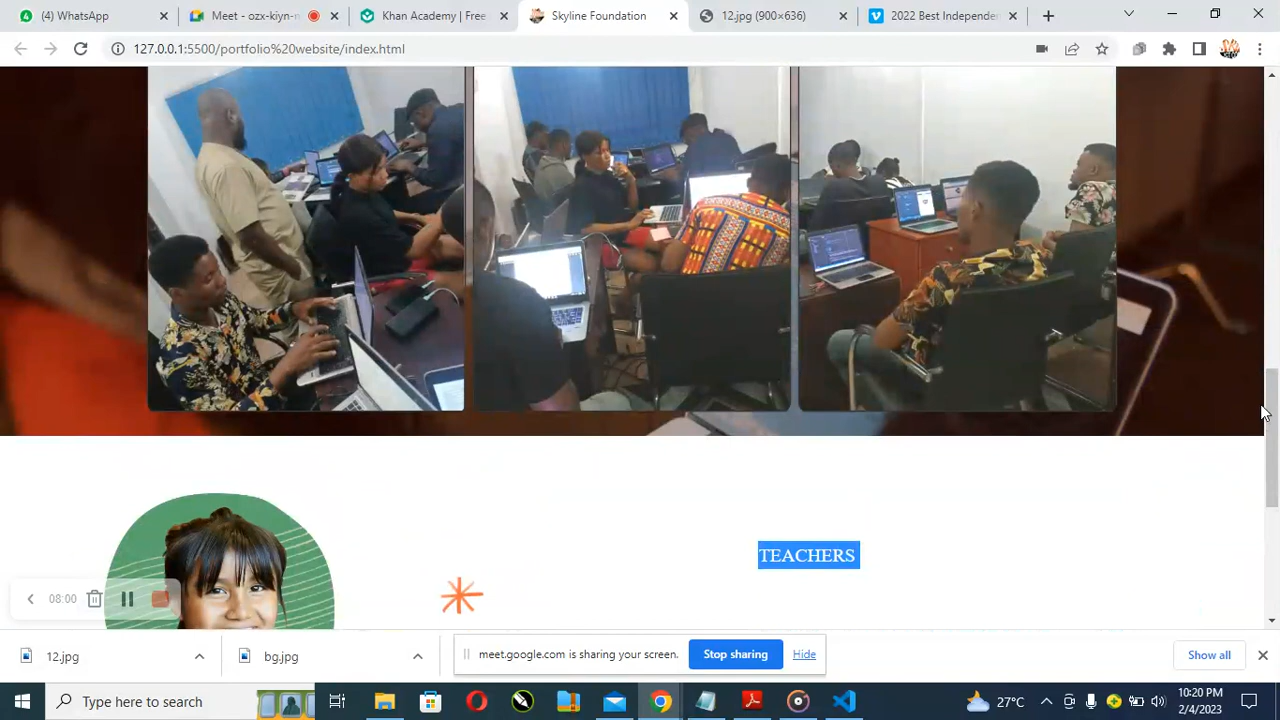 (4) WhatsApp
Meet - ozx-kiyn-n
Khan Academy | Free
Skyline Foundation
12.jpg (900×636)
2022 Best Independe
127.0.0.1:5500/portfolio%20website/index.html
TEACHERS
08:00
12.jpg
bg.jpg
meet.google.com is sharing your screen.
Stop sharing
Hide
Show all
Type here to search
27°C
10:20 PM
2/4/2023